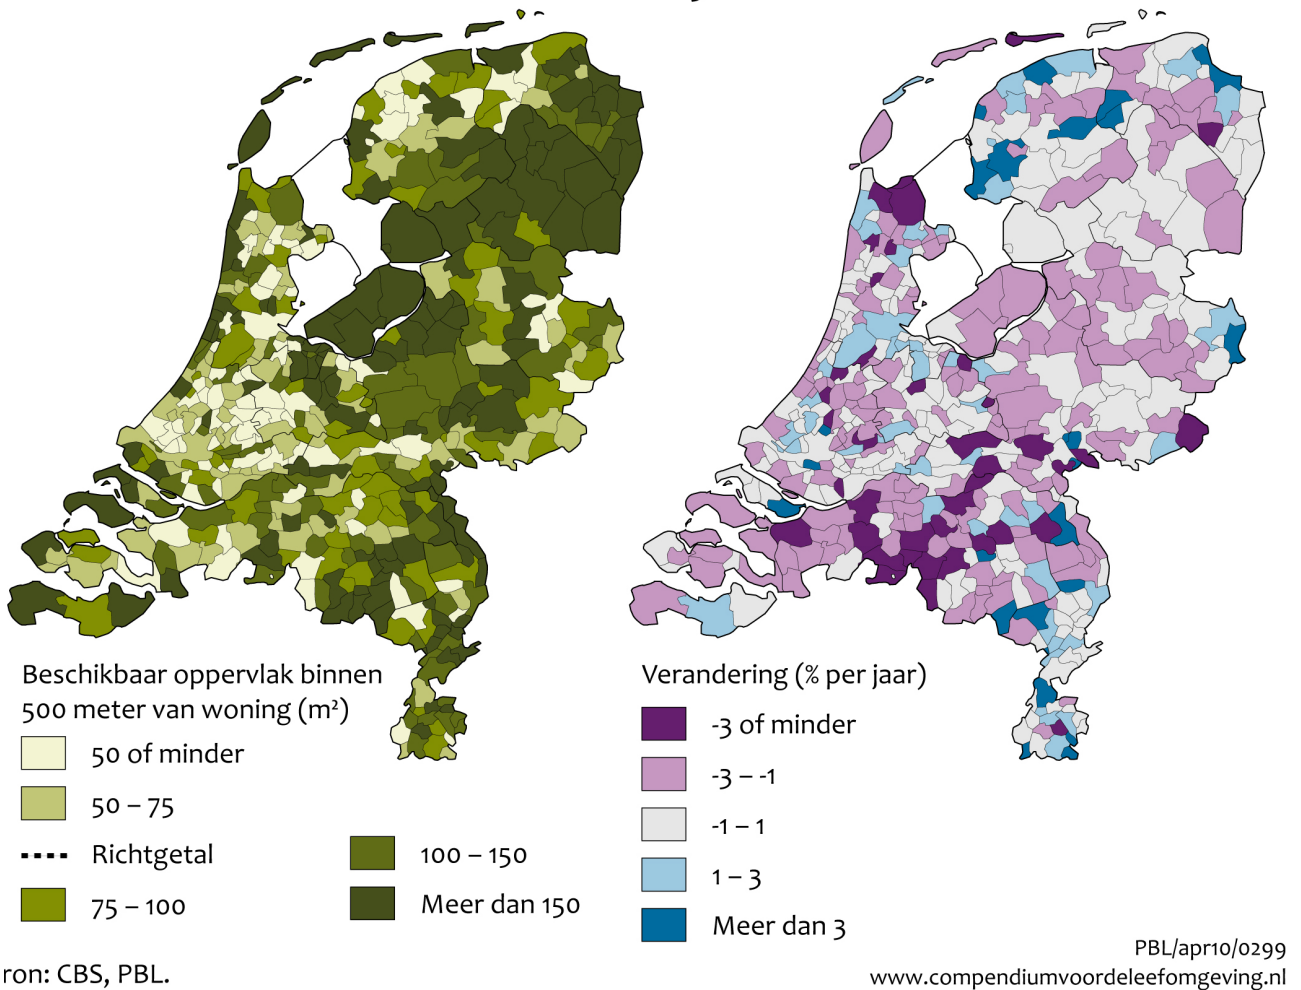 Beschikbaar oppervlak binnen
500 meter van woning (m²)
50 of minder
50 – 75
Richtgetal
75 – 100
100 – 150
Meer dan 150
Verandering (% per jaar)
-3 of minder
-3 – -1
-1 – 1
1 – 3
Meer dan 3
PBL/apr10/0299
www.compendiumvoordeleefomgeving.nl
ron: CBS, PBL.